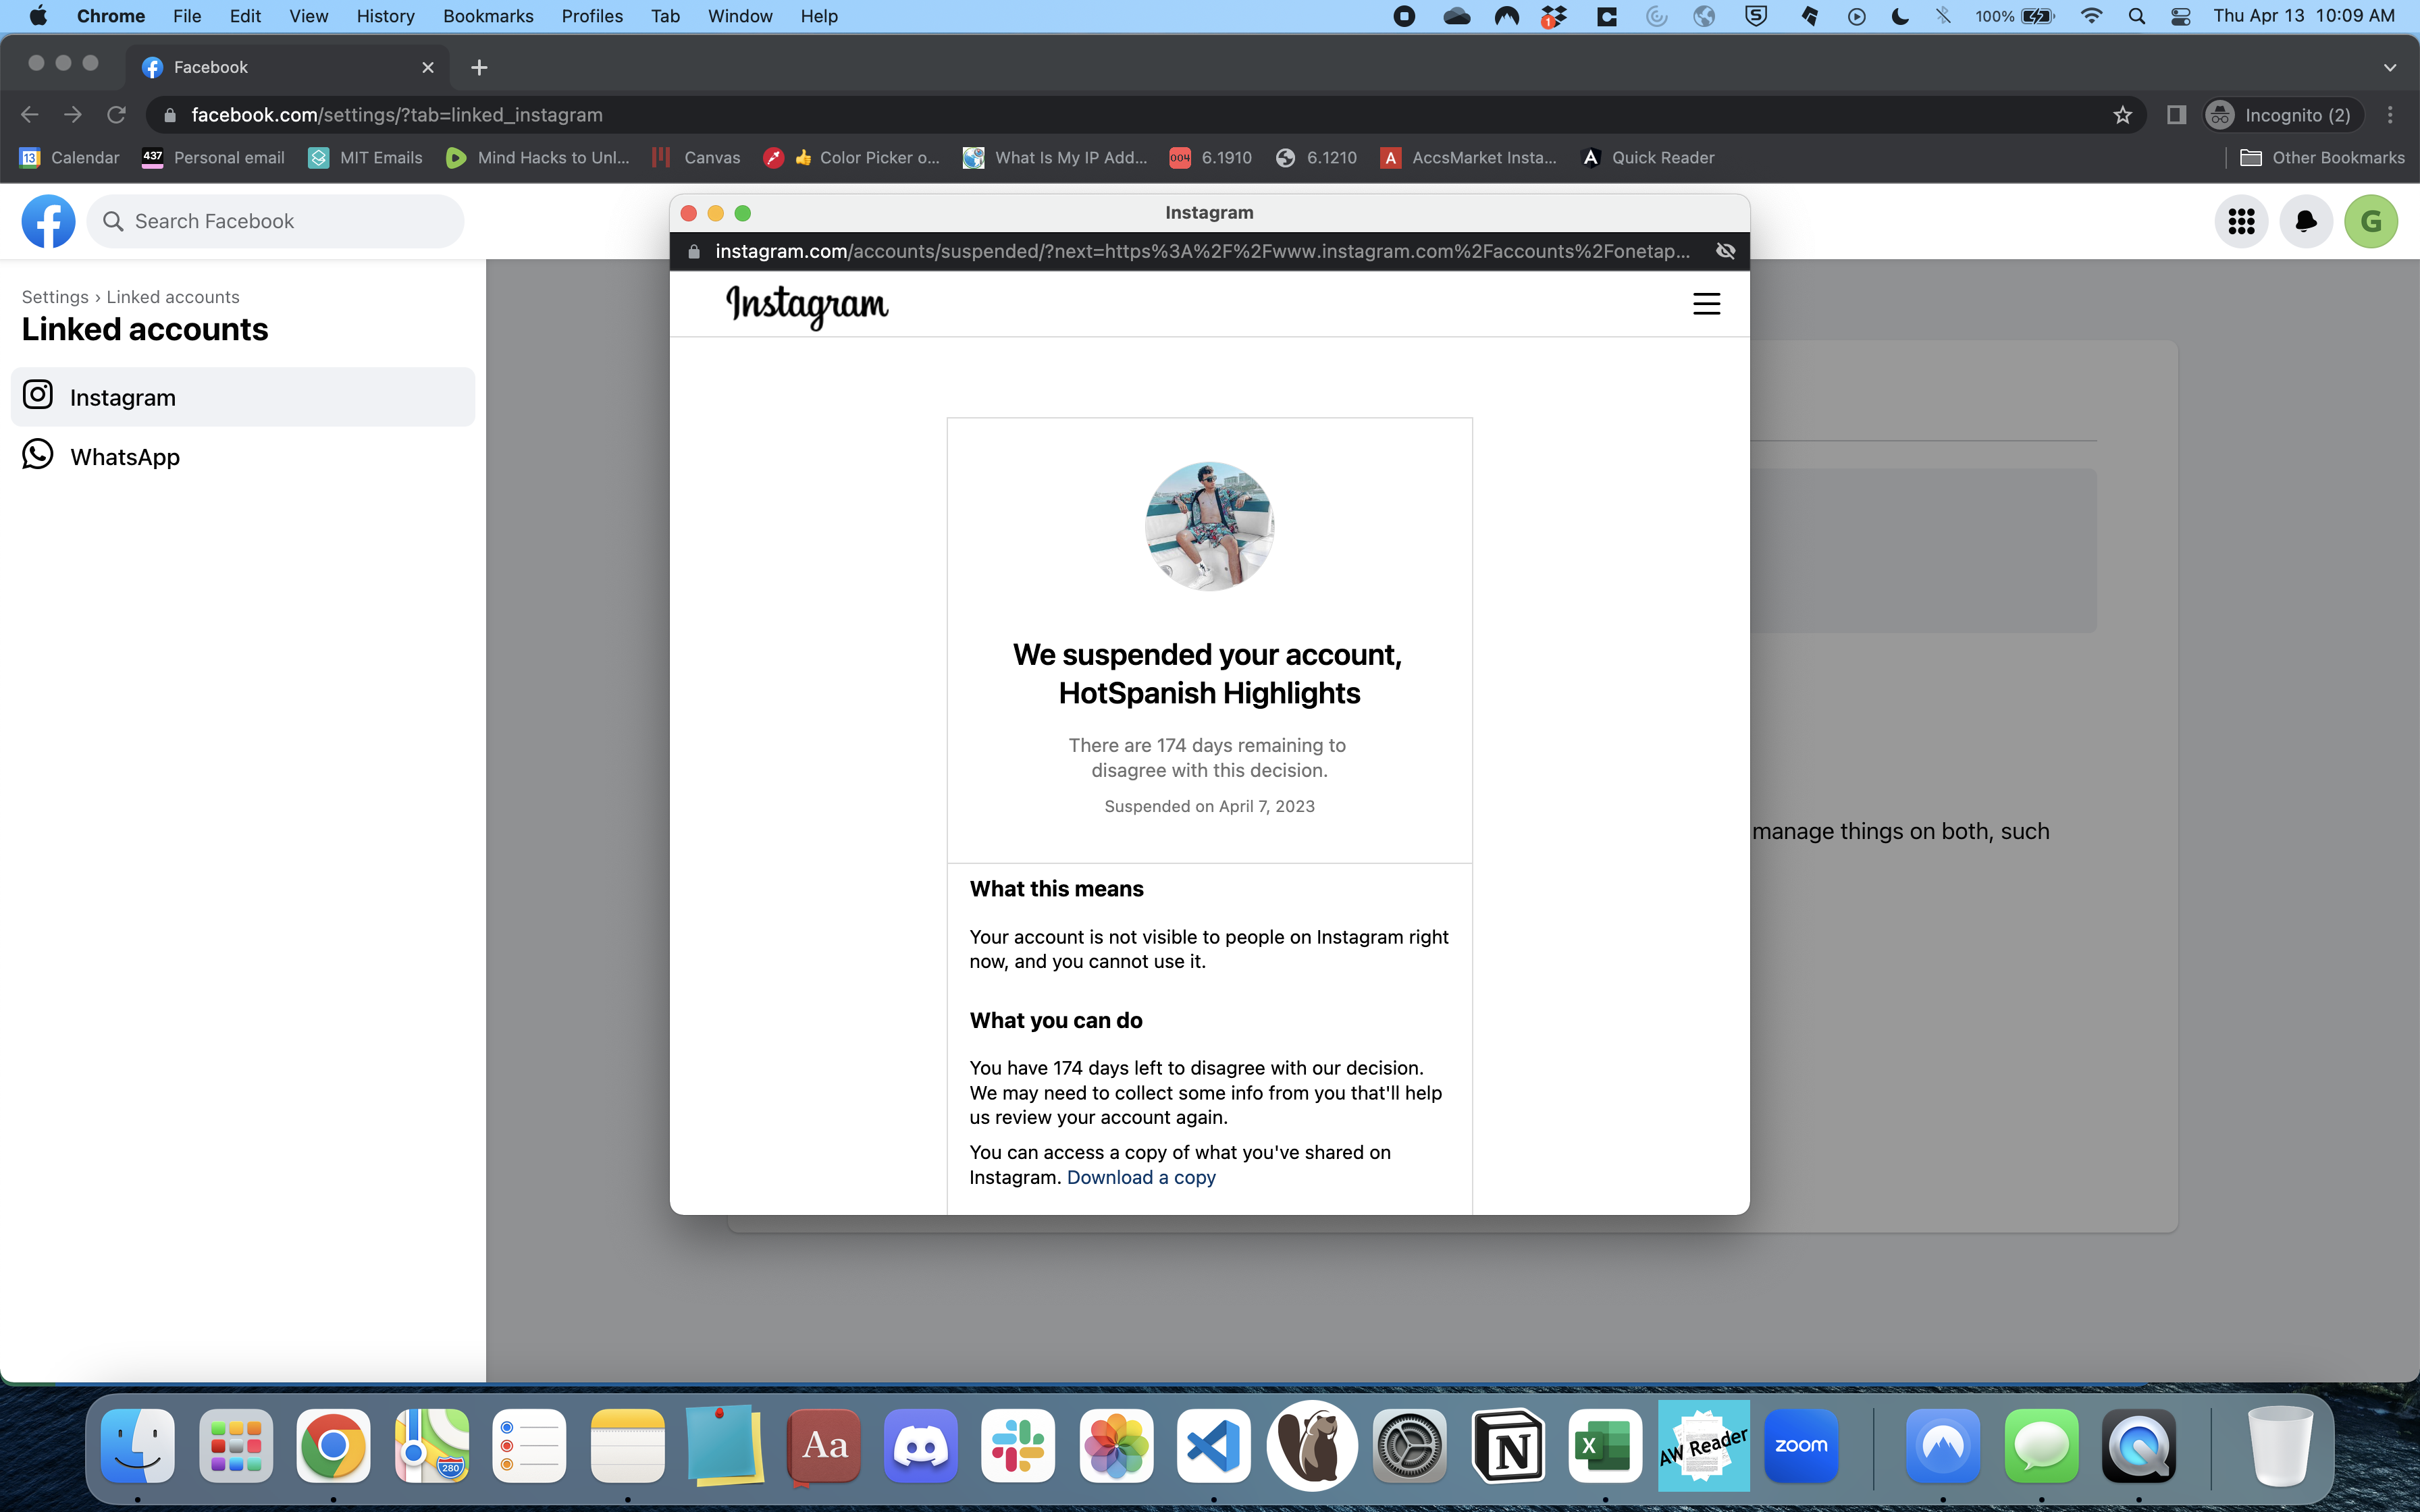 Chrome File Edit View History Bookmarks Profiles Tab Window Help
1
100%
Thu Apr 13 10:09 AM
Facebook
facebook.com/settings/?tab=linked_instagram
Incognito (2)
13 Calendar
437 Personal email
MIT Emails
Mind Hacks to Unl...
Canvas
Color Picker o...
What Is My IP Add...
004 6.1910
6.1210
A AccsMarket Insta...
Quick Reader
Other Bookmarks
Search Facebook
G
Settings › Linked accounts
Linked accounts
Instagram
WhatsApp
Instagram
instagram.com/accounts/suspended/?next=https%3A%2F%2Fwww.instagram.com%2Faccounts%2Fonetap...
Instagram
We suspended your account,
HotSpanish Highlights
There are 174 days remaining to
disagree with this decision.
Suspended on April 7, 2023
What this means
Your account is not visible to people on Instagram right
now, and you cannot use it.
What you can do
You have 174 days left to disagree with our decision.
We may need to collect some info from you that'll help
us review your account again.
You can access a copy of what you've shared on
Instagram. Download a copy
manage things on both, such
280
Aa
N
X
AW Reader
zoom